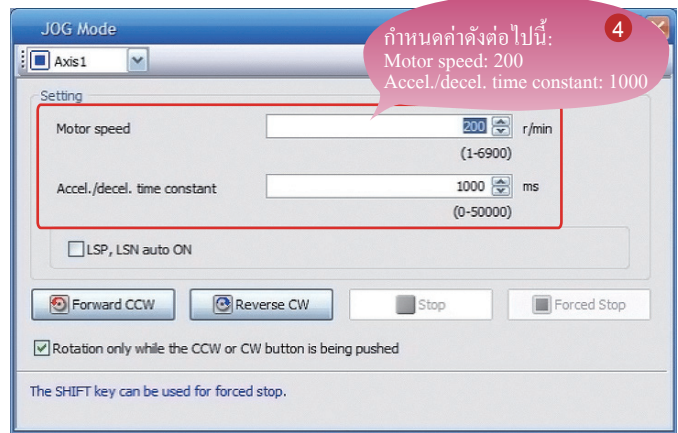 JOG Mode
4
กำหนดค่าดังต่อไปนี้:
Motor speed: 200
Accel./decel. time constant: 1000
Axis1
Setting
Motor speed 200 r/min
(1-6900)
Accel./decel. time constant 1000 ms
(0-50000)
LSP, LSN auto ON
Forward CCW Reverse CW Stop Forced Stop
Rotation only while the CCW or CW button is being pushed
The SHIFT key can be used for forced stop.